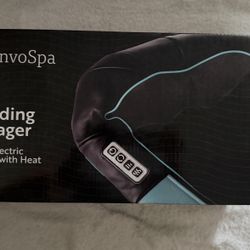 nvoSpa
ding
ager
ectric
with Heat